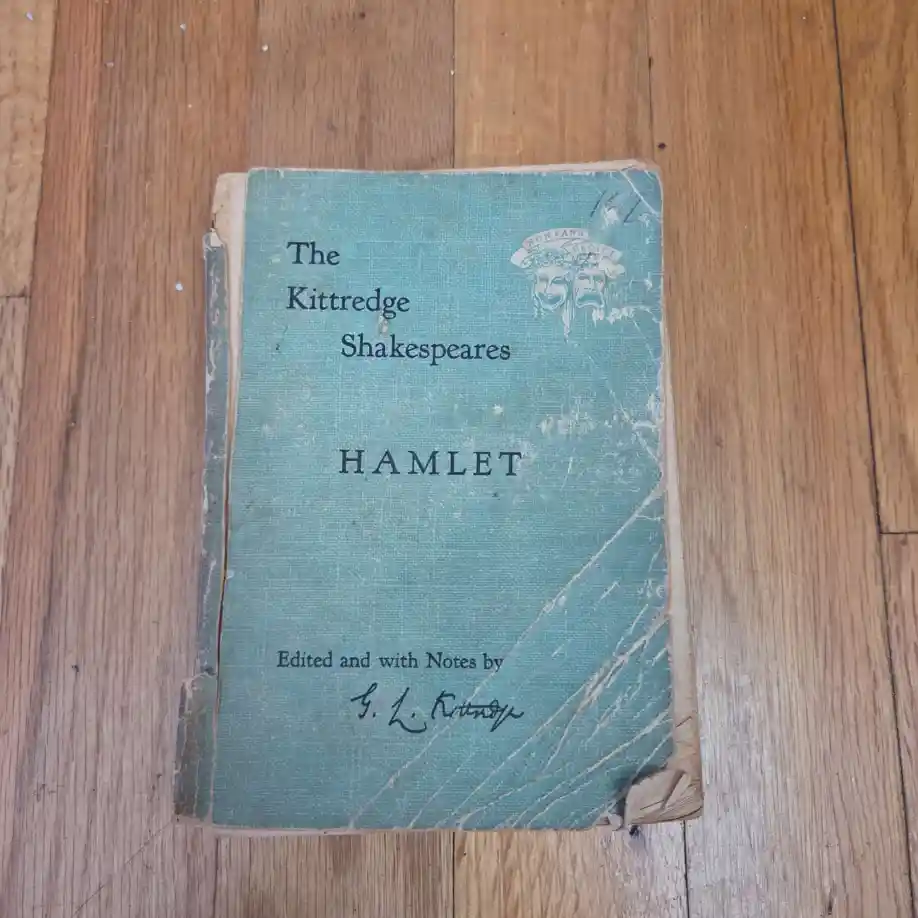 The
Kittredge
Shakespeares
HAMLET
Edited and with Notes by
G. L. Kittredge